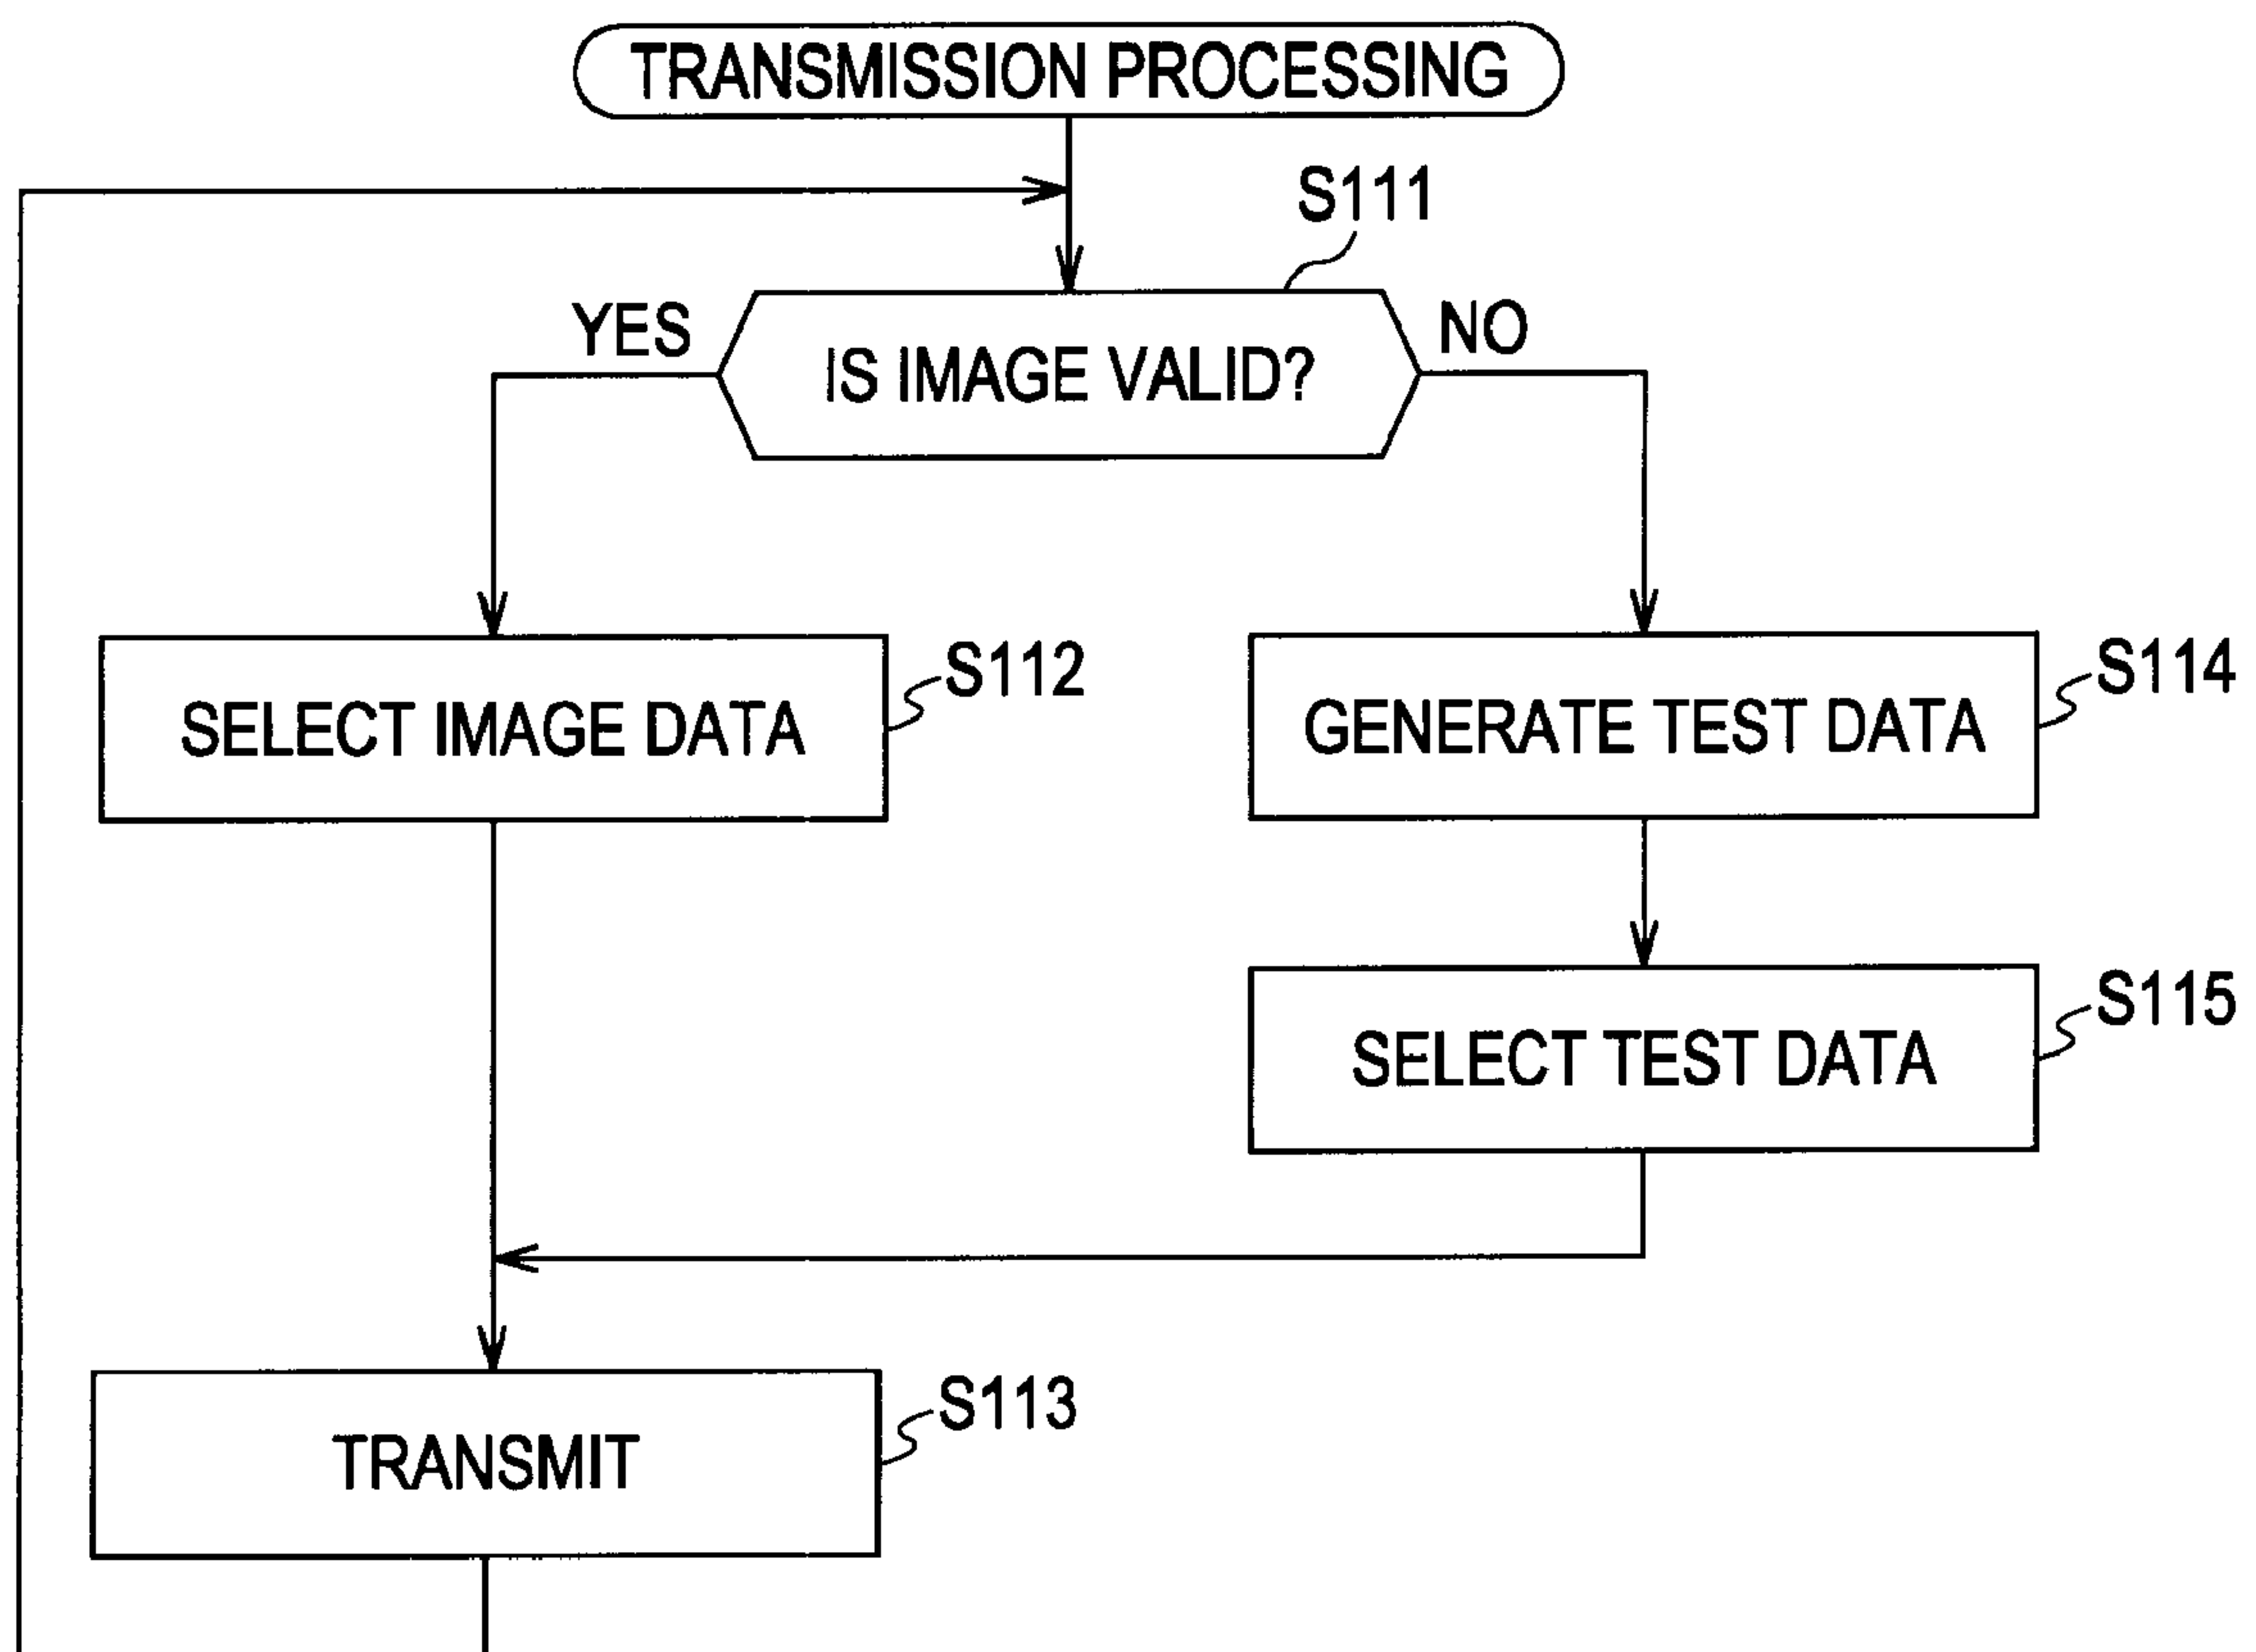 TRANSMISSION PROCESSING
S111
YES
NO
IS IMAGE VALID?
S112
SELECT IMAGE DATA
S114
GENERATE TEST DATA
S115
SELECT TEST DATA
S113
TRANSMIT